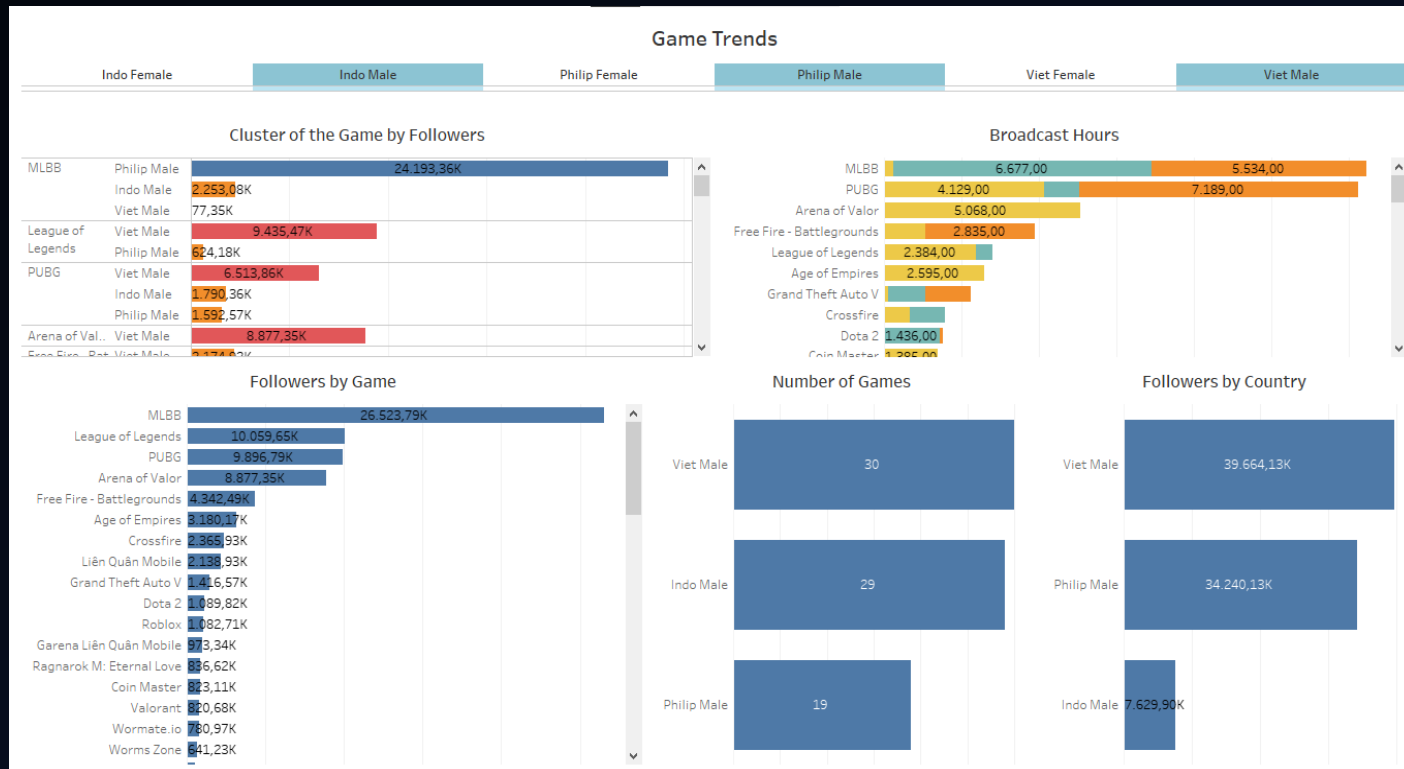 Game Trends
Indo Female Indo Male Philip Female Philip Male Viet Female Viet Male
Cluster of the Game by Followers
MLBB Philip Male 24.193,36K
Indo Male 2.253,08K
Viet Male 77,35K
League of Legends Viet Male 9.435,47K
Philip Male 624,18K
PUBG Viet Male 6.513,86K
Indo Male 1.790,36K
Philip Male 1.592,57K
Arena of Val.. Viet Male 8.877,35K
Viet Male
Broadcast Hours
MLBB 6.677,00 5.534,00
PUBG 4.129,00 7.189,00
Arena of Valor 5.068,00
Free Fire - Battlegrounds 2.835,00
League of Legends 2.384,00
Age of Empires 2.595,00
Grand Theft Auto V
Crossfire
Dota 2 1.436,00
Coin Master 1.385,00
Followers by Game
MLBB 26.523,79K
League of Legends 10.059,65K
PUBG 9.896,79K
Arena of Valor 8.877,35K
Free Fire - Battlegrounds 4.342,49K
Age of Empires 3.180,17K
Crossfire 2.365,93K
Liên Quân Mobile 2.138,93K
Grand Theft Auto V 1.416,57K
Dota 2 1.089,82K
Roblox 1.082,71K
Garena Liên Quân Mobile 973,34K
Ragnarok M: Eternal Love 836,62K
Coin Master 823,11K
Valorant 820,68K
Wormate.io 780,97K
Worms Zone 641,23K
Number of Games
Viet Male 30
Indo Male 29
Philip Male 19
Followers by Country
Viet Male 39.664,13K
Philip Male 34.240,13K
Indo Male 7.629,90K